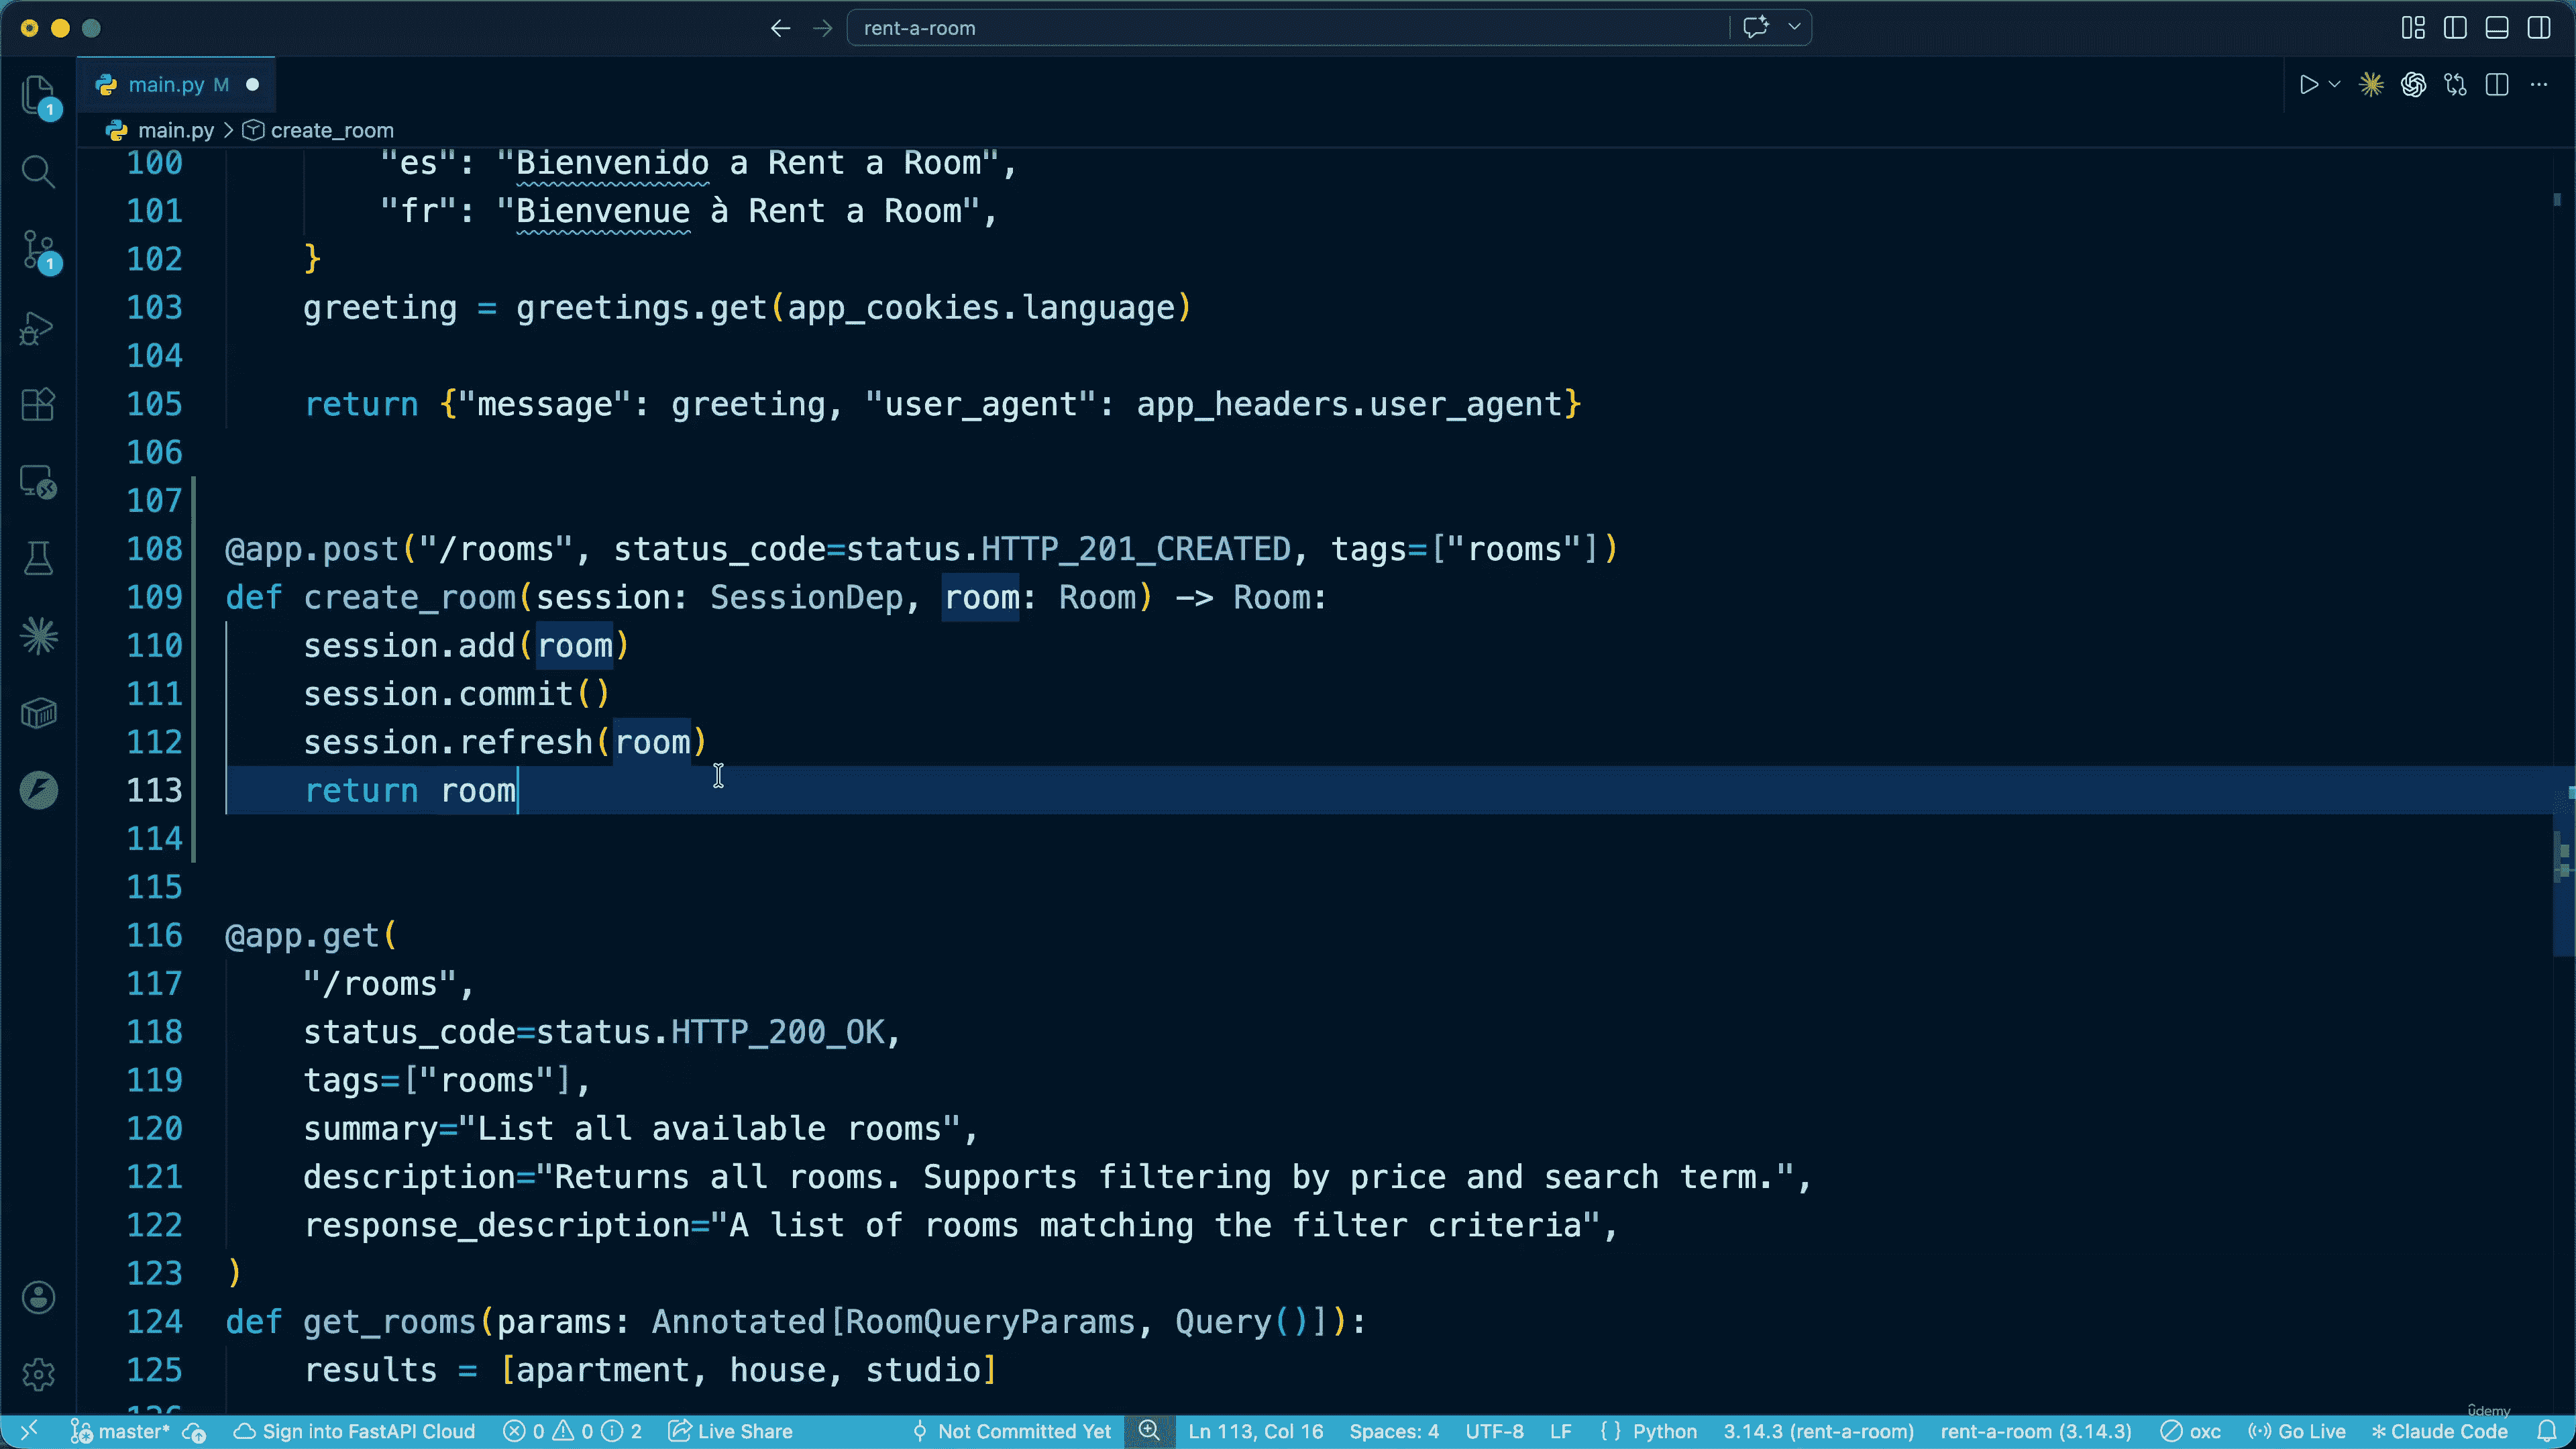 rent-a-room
main.py M
main.py > create_room
1
1
100 "es": "Bienvenido a Rent a Room",
101 "fr": "Bienvenue à Rent a Room",
102 }
103 greeting = greetings.get(app_cookies.language)
104
105 return {"message": greeting, "user_agent": app_headers.user_agent}
106
107
108 @app.post("/rooms", status_code=status.HTTP_201_CREATED, tags=["rooms"])
109 def create_room(session: SessionDep, room: Room) -> Room:
110 session.add(room)
111 session.commit()
112 session.refresh(room)
113 return room
114
115
116 @app.get(
117 "/rooms",
118 status_code=status.HTTP_200_OK,
119 tags=["rooms"],
120 summary="List all available rooms",
121 description="Returns all rooms. Supports filtering by price and search term.",
122 response_description="A list of rooms matching the filter criteria",
123 )
124 def get_rooms(params: Annotated[RoomQueryParams, Query()]):
125 results = [apartment, house, studio]
ûdemy
master* Sign into FastAPI Cloud 0 0 2 Live Share Not Committed Yet Ln 113, Col 16 Spaces: 4 UTF-8 LF { } Python 3.14.3 (rent-a-room) rent-a-room (3.14.3) oxc Go Live Claude Code